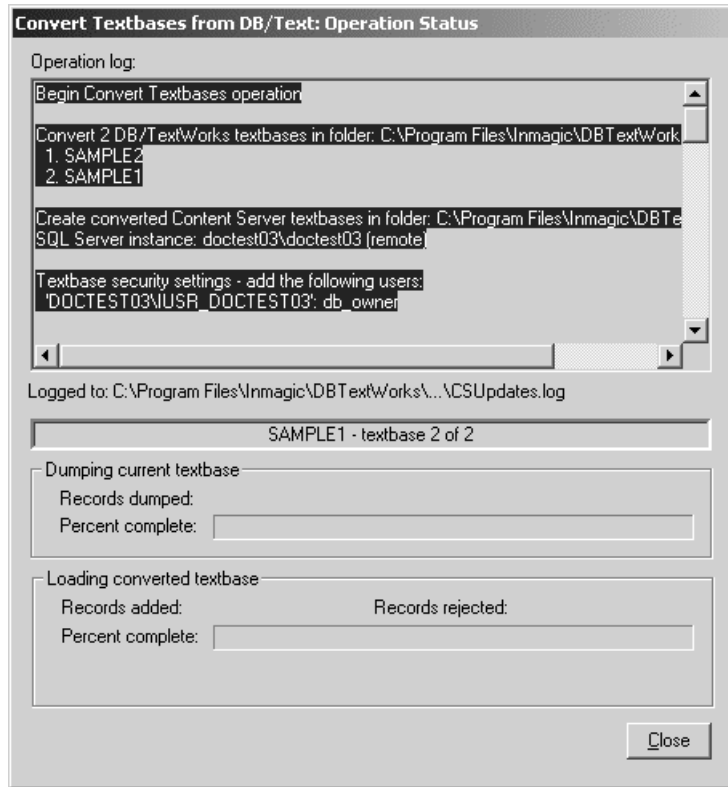 Convert Textbases from DB/Text: Operation Status
Operation log:
Begin Convert Textbases operation
Convert 2 DB/TextWorks textbases in folder: C:\Program Files\Inmagic\DBTextWork
1. SAMPLE2
2. SAMPLE1
Create converted Content Server textbases in folder: C:\Program Files\Inmagic\DBTe
SQL Server instance: doctest03\doctest03 (remote)
Textbase security settings - add the following users:
'DOCTEST03\IUSR_DOCTEST03': db_owner
Logged to: C:\Program Files\Inmagic\DBTextWorks\...\CSUpdates.log
SAMPLE1 - textbase 2 of 2
Dumping current textbase
Records dumped:
Percent complete:
Loading converted textbase
Records added: Records rejected:
Percent complete:
Close